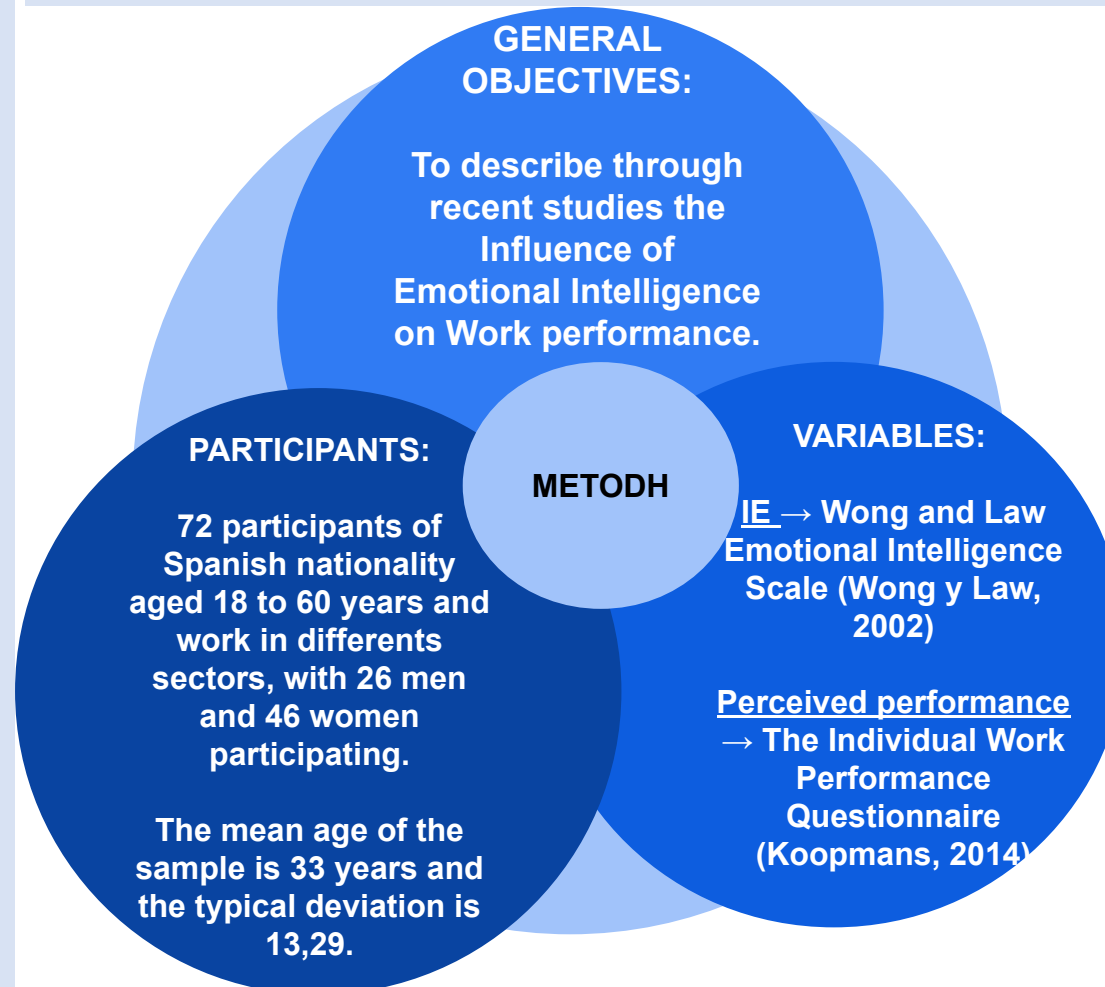 GENERAL
OBJECTIVES:
To describe through
recent studies the
Influence of
Emotional Intelligence
on Work performance.
METODH
PARTICIPANTS:
72 participants of
Spanish nationality
aged 18 to 60 years and
work in differents
sectors, with 26 men
and 46 women
participating.
The mean age of the
sample is 33 years and
the typical deviation is
13,29.
VARIABLES:
IE → Wong and Law
Emotional Intelligence
Scale (Wong y Law,
2002)
Perceived performance
→ The Individual Work
Performance
Questionnaire
(Koopmans, 2014)